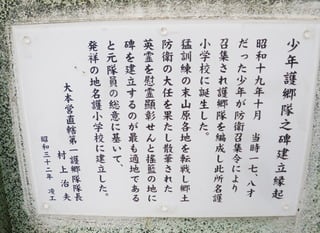 少年護郷隊之碑建立縁起
昭和十九年十月 当時一七、八才
だった少年が防衛召集令により
召集され護郷隊を編成し此所名護
小学校に誕生した。
猛訓練の末山原各地を転戦し郷土
防衛の大任を果たし散華された
英霊を慰霊顕彰せんと揺籃の地に
碑を建立するのが最も適地である
と元隊員の総意に基いて、
発祥の地名護小学校に建立した。
大本営直轄第一護郷隊隊長
村上治夫
昭和三十二年 竣工